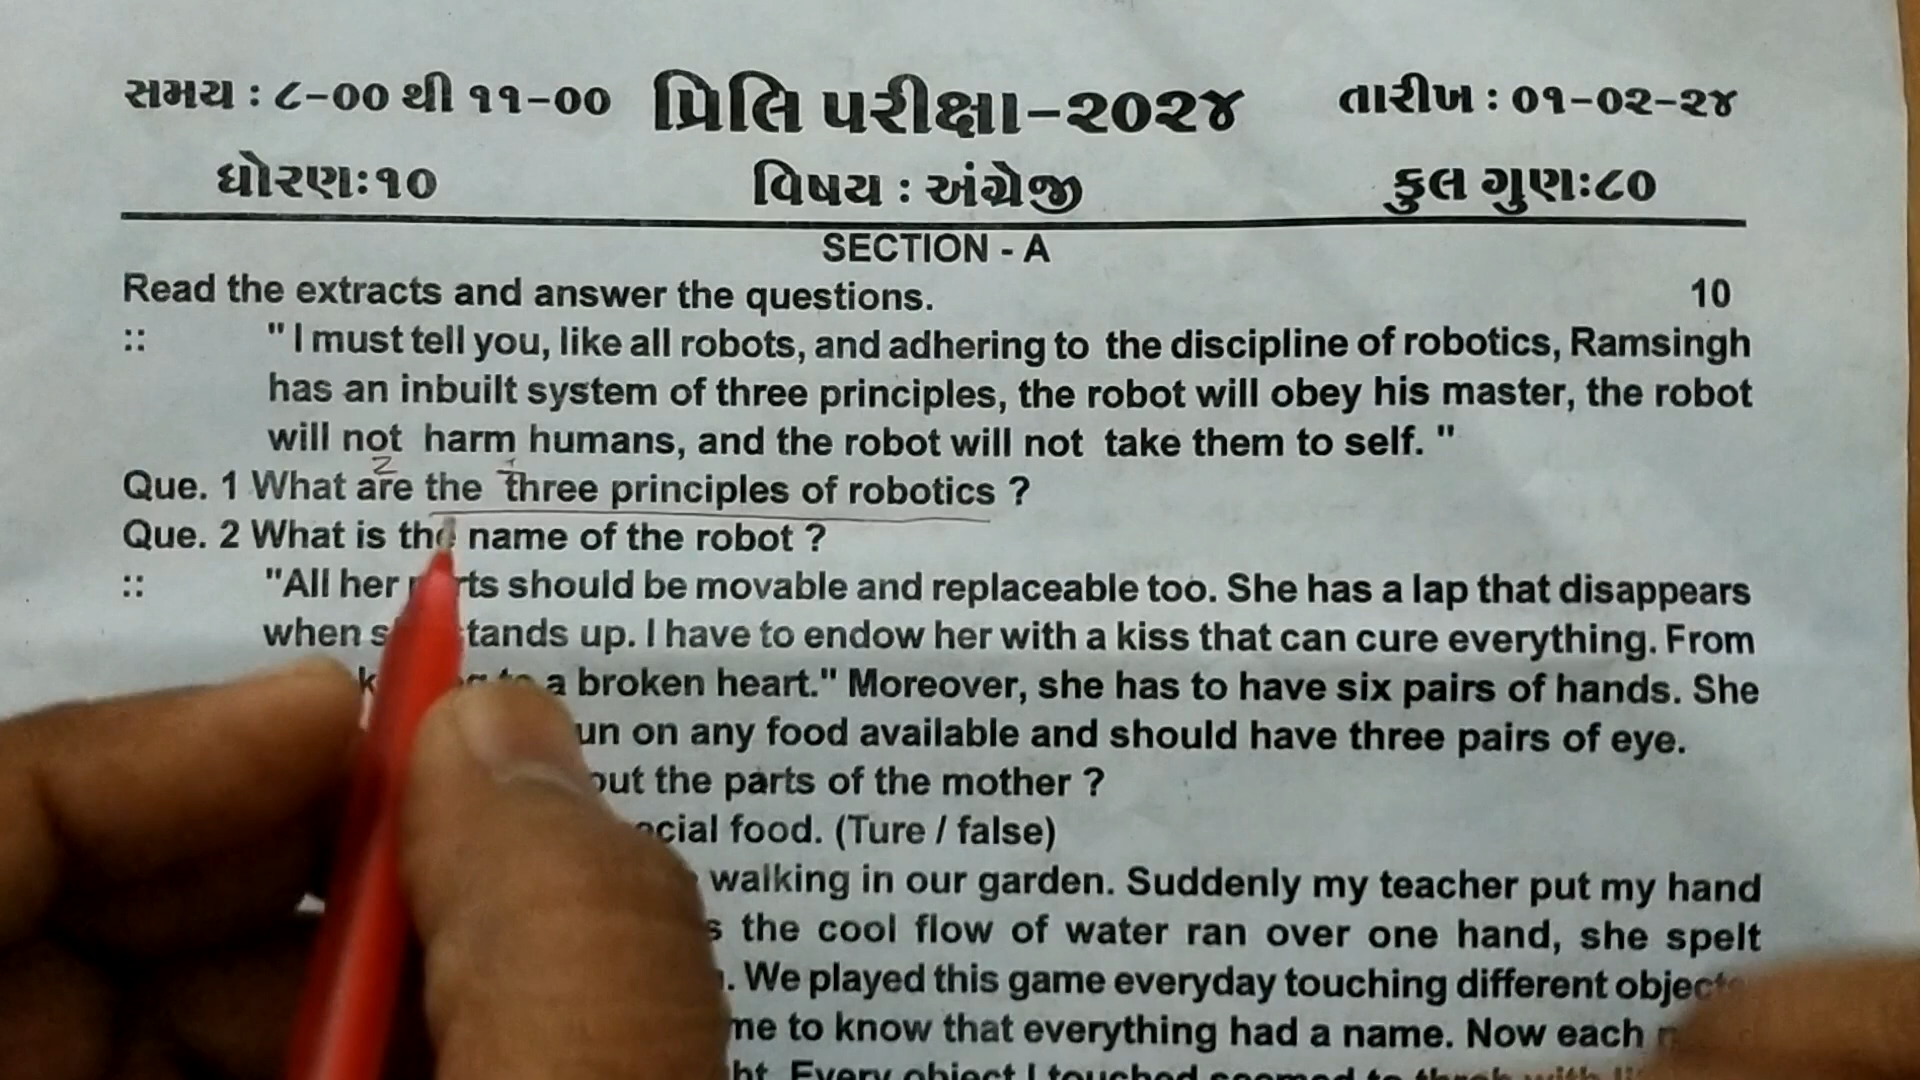 સમય : ૮-૦૦ થી ૧૧-૦૦ પ્રિલિ પરીક્ષા-૨૦૨૪ તારીખ : ૦૧-૦૨-૨૪
ધોરણઃ૧૦ વિષય : અંગ્રેજી કુલ ગુણઃ૮૦
SECTION - A
Read the extracts and answer the questions. 10
:: " I must tell you, like all robots, and adhering to the discipline of robotics, Ramsingh
has an inbuilt system of three principles, the robot will obey his master, the robot
will not harm humans, and the robot will not take them to self. "
2 1
Que. 1 What are the three principles of robotics ?
Que. 2 What is the name of the robot ?
:: "All her should be movable and replaceable too. She has a lap that disappears
when up. I have to endow her with a kiss that can cure everything. From
a broken heart." Moreover, she has to have six pairs of hands. She
on any food available and should have three pairs of eye.
the parts of the mother ?
food. (Ture / false)
walking in our garden. Suddenly my teacher put my hand
the cool flow of water ran over one hand, she spelt
We played this game everyday touching different
me to know that everything had a name. Now each
Every object I touched seemed to